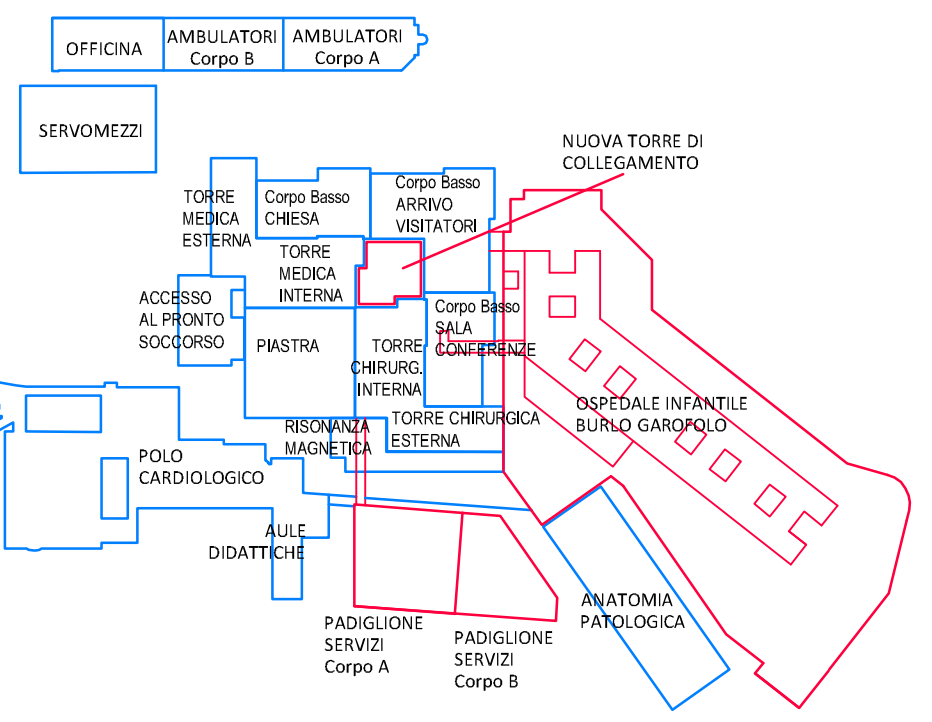 OFFICINA
AMBULATORI
Corpo B
AMBULATORI
Corpo A
SERVOMEZZI
NUOVA TORRE DI
COLLEGAMENTO
TORRE
MEDICA
ESTERNA
Corpo Basso
CHIESA
Corpo Basso
ARRIVO
VISITATORI
TORRE
MEDICA
INTERNA
ACCESSO
AL PRONTO
SOCCORSO
PIASTRA
Corpo Basso
SALA
CONFERENZE
TORRE
CHIRURG.
INTERNA
OSPEDALE INFANTILE
BURLO GAROFOLO
RISONANZA
MAGNETICA
TORRE CHIRURGICA
ESTERNA
POLO
CARDIOLOGICO
AULE
DIDATTICHE
ANATOMIA
PATOLOGICA
PADIGLIONE
SERVIZI
Corpo A
PADIGLIONE
SERVIZI
Corpo B